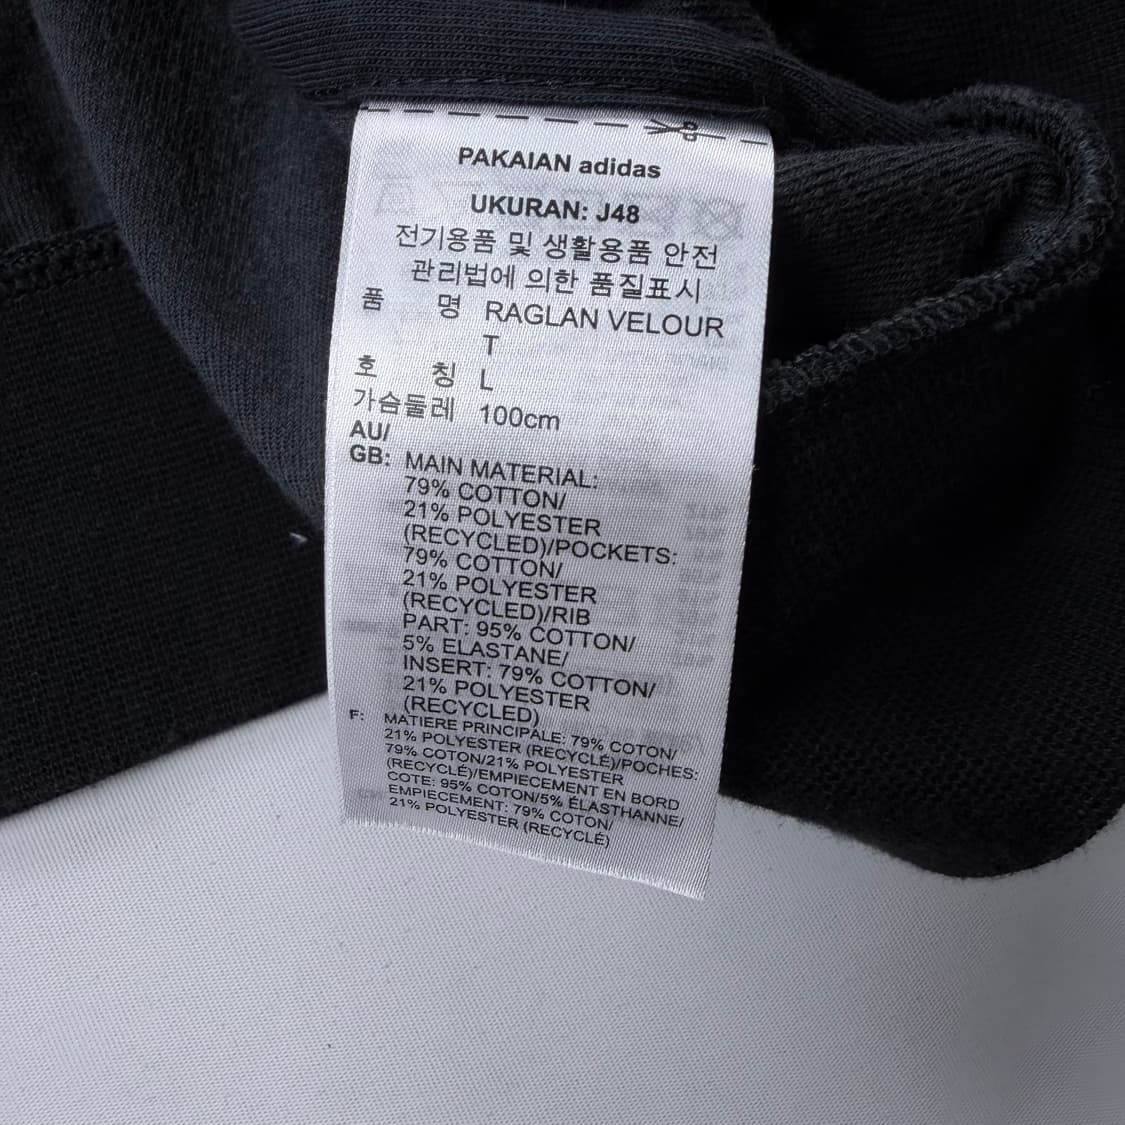 PAKAIAN adidas
UKURAN: J48
전기용품 및 생활용품 안전
관리법에 의한 품질표시
품 명 RAGLAN VELOUR
T
호 칭 L
가슴둘레 100cm
AU/
GB: MAIN MATERIAL:
79% COTTON/
21% POLYESTER
(RECYCLED)/POCKETS:
79% COTTON/
21% POLYESTER
(RECYCLED)/RIB
PART: 95% COTTON/
5% ELASTANE/
INSERT: 79% COTTON/
21% POLYESTER
(RECYCLED)
F: MATIERE PRINCIPALE: 79% COTON/
21% POLYESTER (RECYCLÉ)/POCHES:
79% COTON/21% POLYESTER
(RECYCLÉ)/EMPIECEMENT EN BORD
COTE: 95% COTON/5% ÉLASTHANNE/
EMPIECEMENT: 79% COTON/
21% POLYESTER (RECYCLÉ)